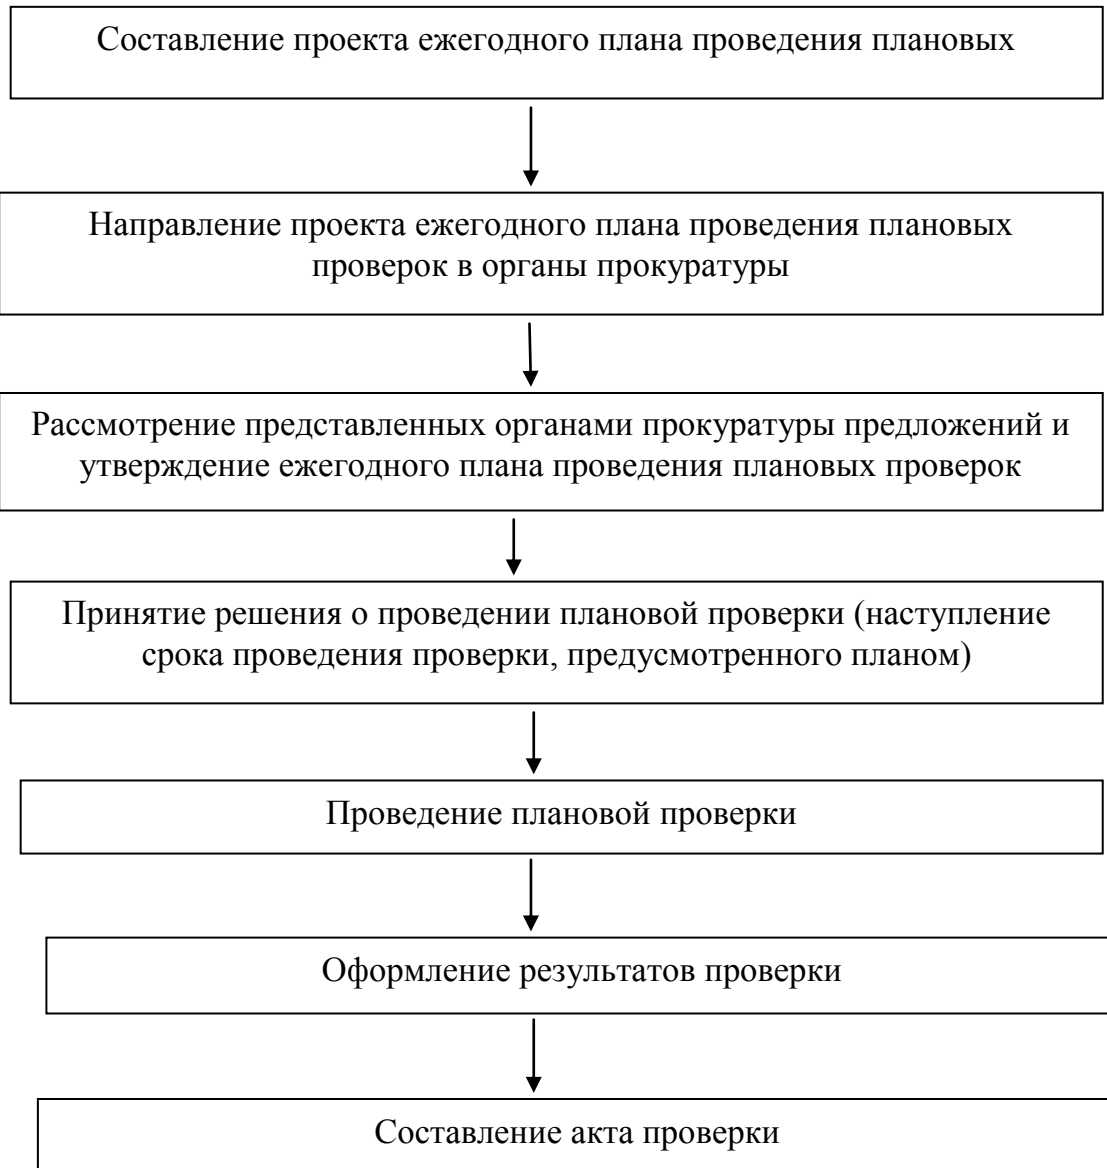 Составление проекта ежегодного плана проведения плановых
Направление проекта ежегодного плана проведения плановых
проверок в органы прокуратуры
Рассмотрение представленных органами прокуратуры предложений и
утверждение ежегодного плана проведения плановых проверок
Принятие решения о проведении плановой проверки (наступление
срока проведения проверки, предусмотренного планом)
Проведение плановой проверки
Оформление результатов проверки
Составление акта проверки